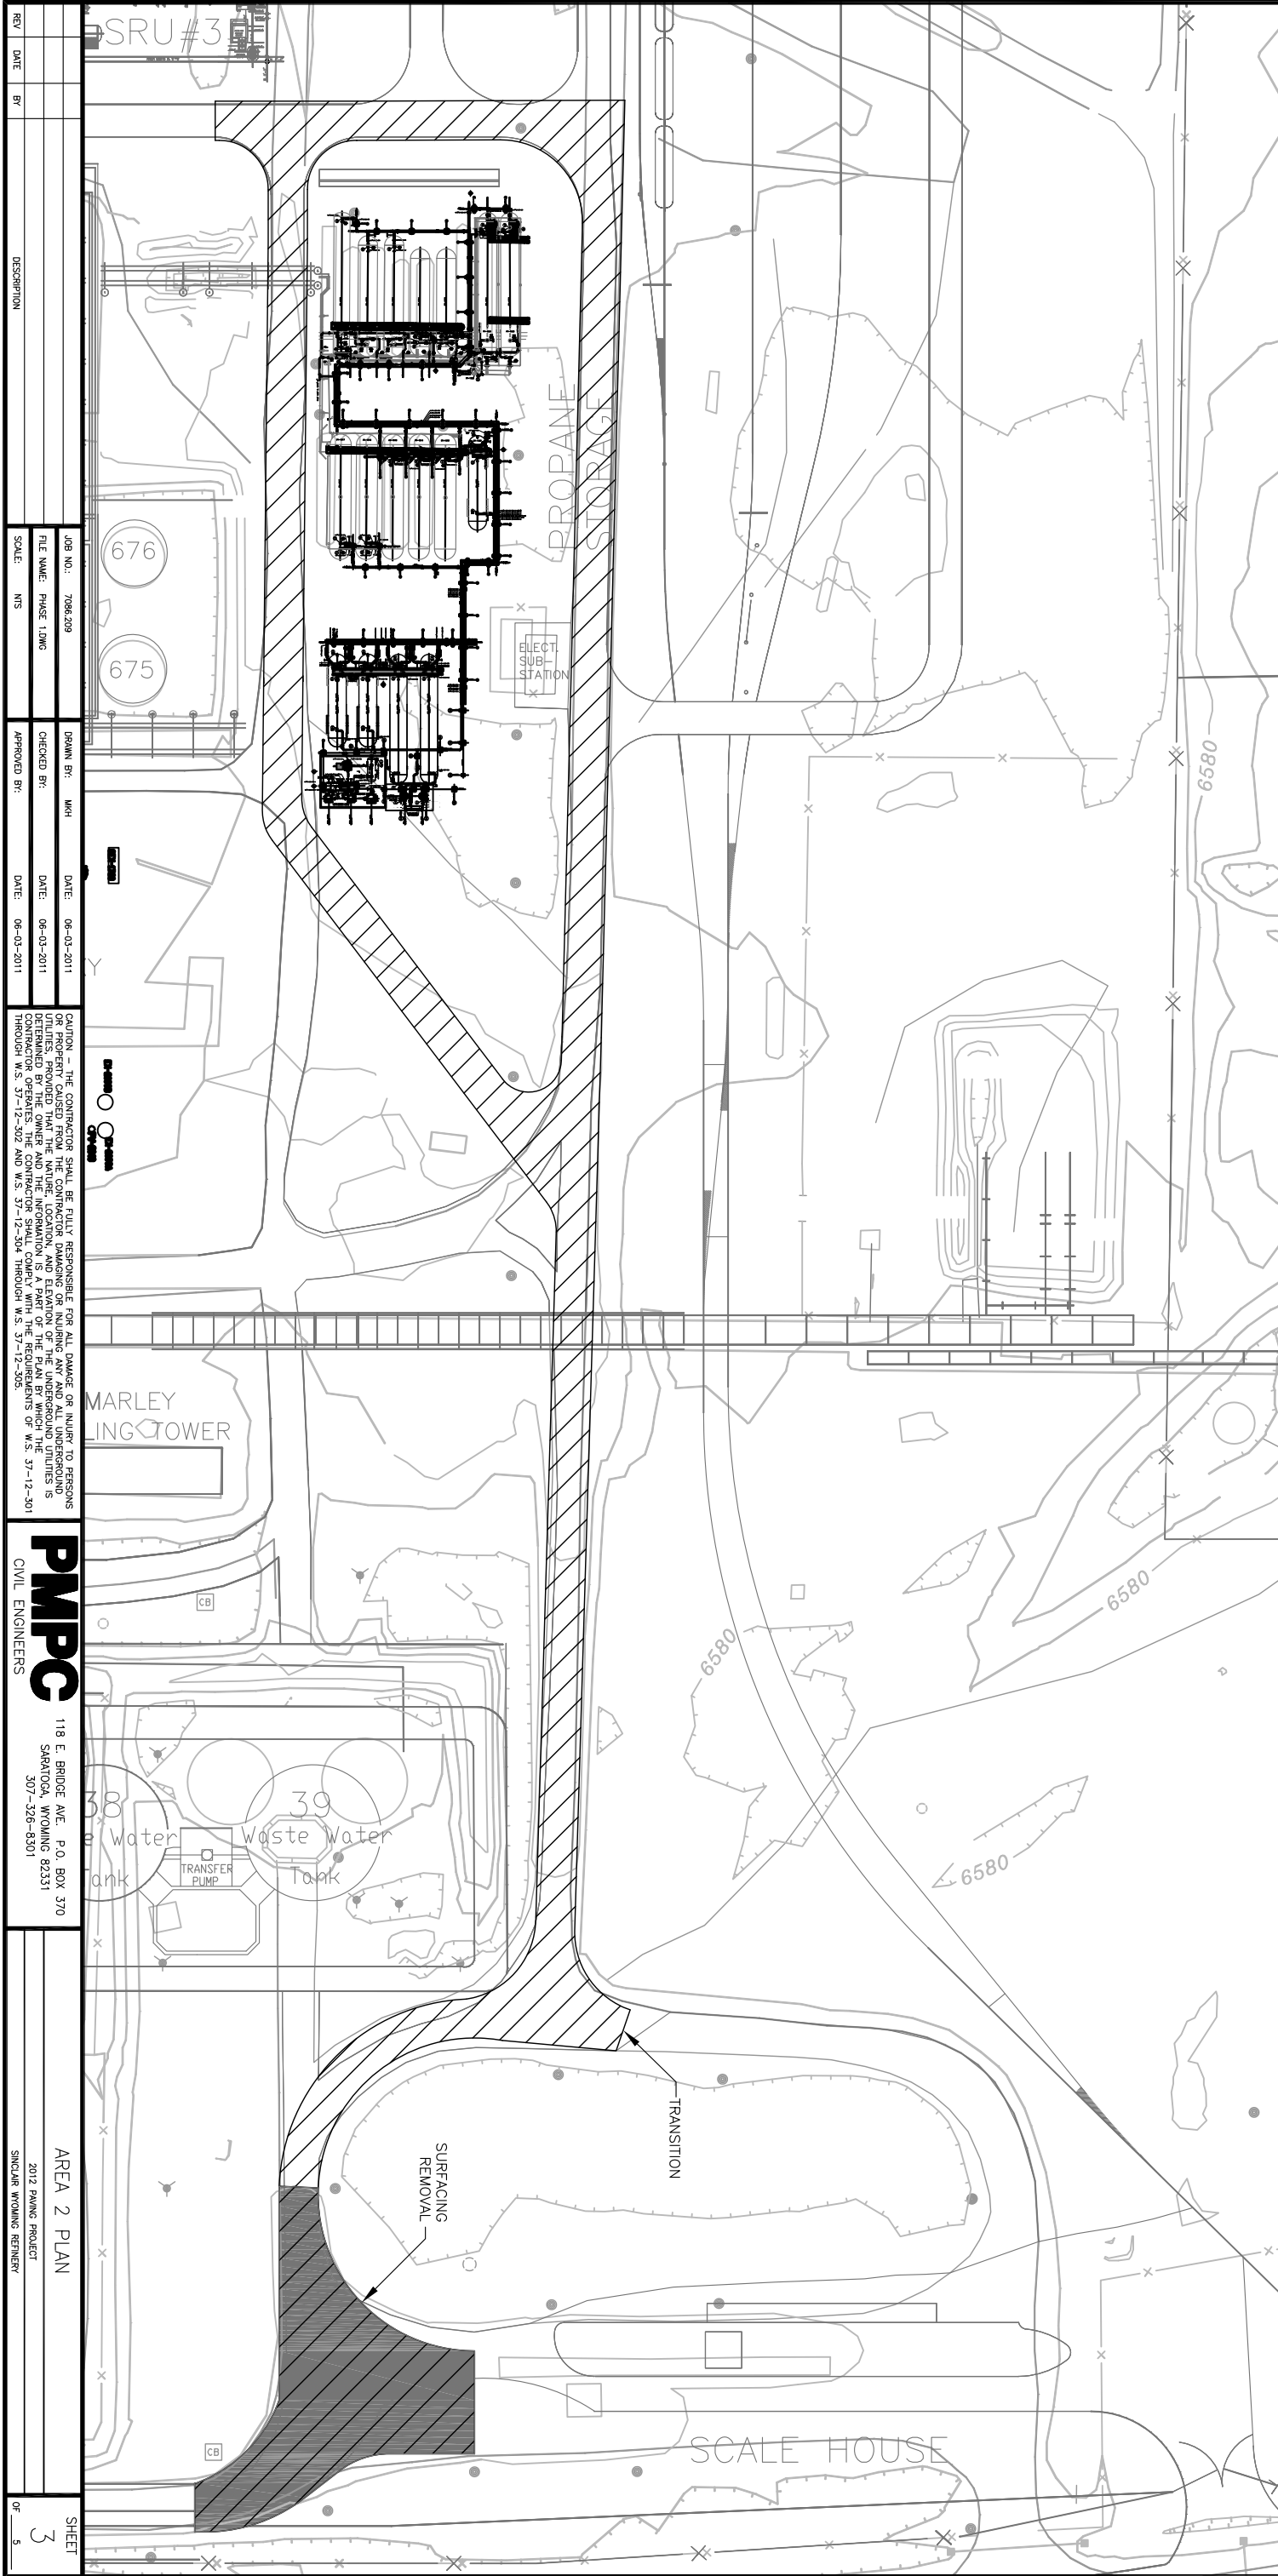 SRU #3
PROPANE
STORAGE
676
675
ELECT.
SUB-
STATION
6590
Y
MARLEY
LING TOWER
CB
6580
6580
6580
38
e Water
ank
TRANSFER
PUMP
39
Waste Water
Tank
TRANSITION
SURFACING
REMOVAL
CB
SCALE HOUSE
REV DATE BY DESCRIPTION
JOB NO.: 7086.209
FILE NAME: PHASE 1.DWG
SCALE: NTS
DRAWN BY: MKH DATE: 06-03-2011
CHECKED BY: DATE: 06-03-2011
APPROVED BY: DATE: 06-03-2011
CAUTION - THE CONTRACTOR SHALL BE FULLY RESPONSIBLE FOR ALL DAMAGE OR INJURY TO PERSONS
OR PROPERTY CAUSED FROM THE CONTRACTOR DAMAGING OR INJURING ANY AND ALL UNDERGROUND
UTILITIES, PROVIDED THAT THE NATURE, LOCATION, AND ELEVATION OF THE UNDERGROUND UTILITIES IS
DETERMINED BY THE OWNER AND THE INFORMATION IS A PART OF THE PLAN BY WHICH THE
CONTRACTOR OPERATES. THE CONTRACTOR SHALL COMPLY WITH THE REQUIREMENTS OF W.S. 37-12-301
THROUGH W.S. 37-12-302 AND W.S. 37-12-304 THROUGH W.S. 37-12-305.
PMPC
CIVIL ENGINEERS
118 E. BRIDGE AVE. P.O. BOX 370
SARATOGA, WYOMING 82331
307-326-8301
AREA 2 PLAN
2012 PAVING PROJECT
SINCLAIR WYOMING REFINERY
SHEET
3
OF 5